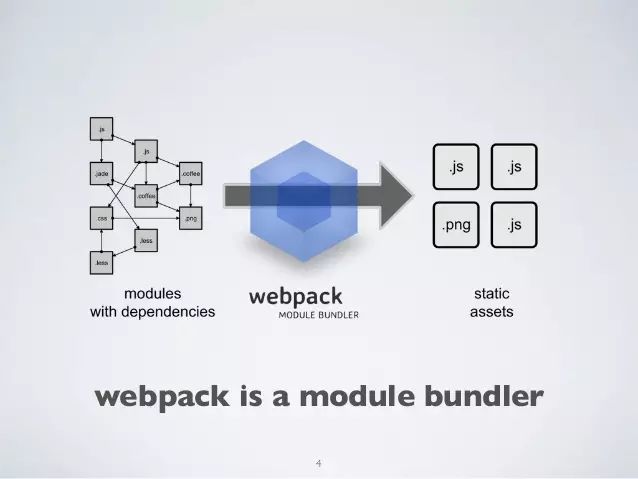 .js
.js
.jade
.coffee
.coffee
.css
.png
.less
.less
.js
.js
.png
.js
modules
with dependencies
webpack
MODULE BUNDLER
static
assets
webpack is a module bundler
4